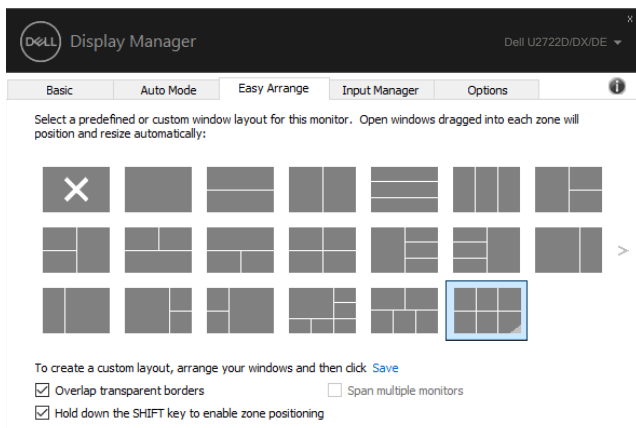 DELL Display Manager
x
Dell U2722D/DX/DE
Basic Auto Mode Easy Arrange Input Manager Options
Select a predefined or custom window layout for this monitor. Open windows dragged into each zone will
position and resize automatically:
To create a custom layout, arrange your windows and then click Save
Overlap transparent borders Span multiple monitors
Hold down the SHIFT key to enable zone positioning